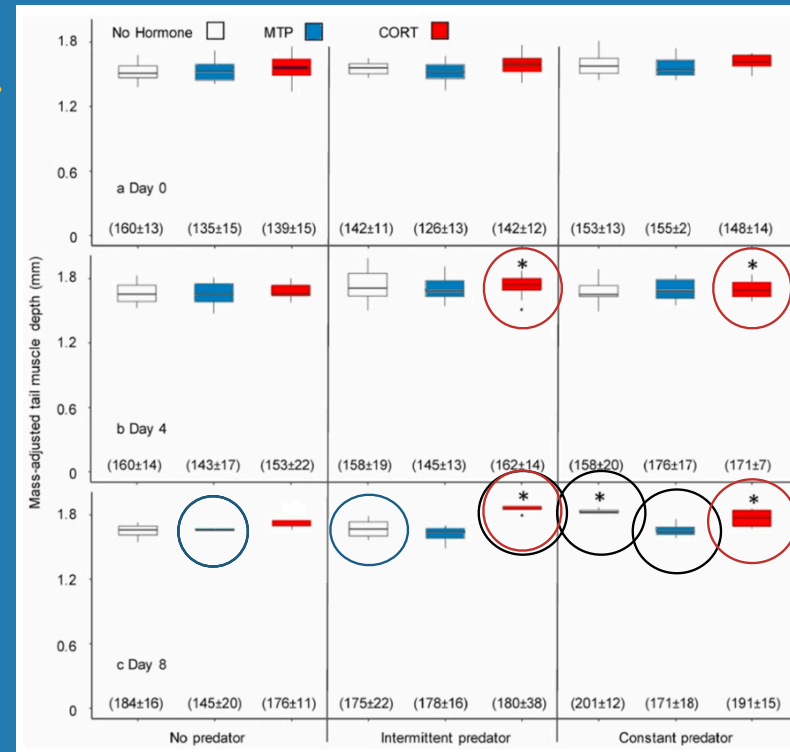 No Hormone MTP CORT
Mass-adjusted tail muscle depth (mm)
1.8
1.2
0.6
a Day 0
(160±13) (135±15) (139±15) (142±11) (126±13) (142±12) (153±13) (155±2) (148±14)
0
* *
1.8
1.2
0.6
b Day 4
(160±14) (143±17) (153±22) (158±19) (145±13) (162±14) (158±20) (176±17) (171±7)
0
* * *
1.8
1.2
0.6
c Day 8
(184±16) (145±20) (176±11) (175±22) (178±16) (180±38) (201±12) (171±18) (191±15)
0
No predator Intermittent predator Constant predator